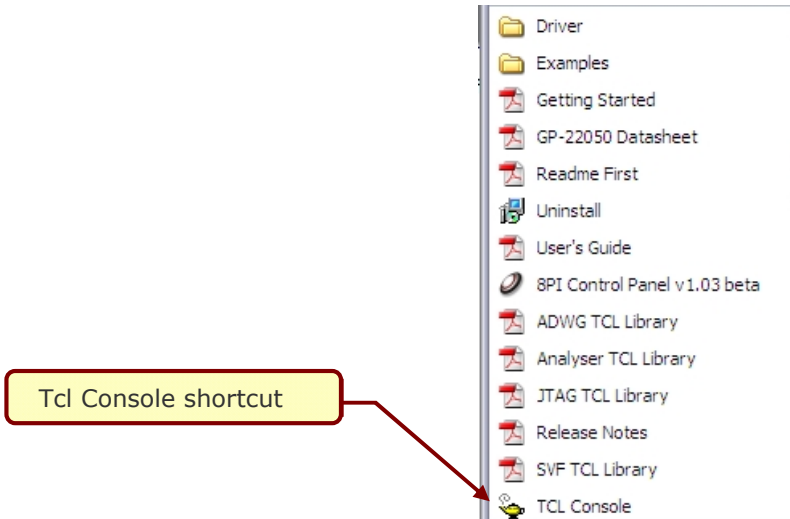 Driver
Examples
Getting Started
GP-22050 Datasheet
Readme First
Uninstall
User's Guide
8PI Control Panel v1.03 beta
ADWG TCL Library
Analyser TCL Library
Tcl Console shortcut
JTAG TCL Library
Release Notes
SVF TCL Library
TCL Console